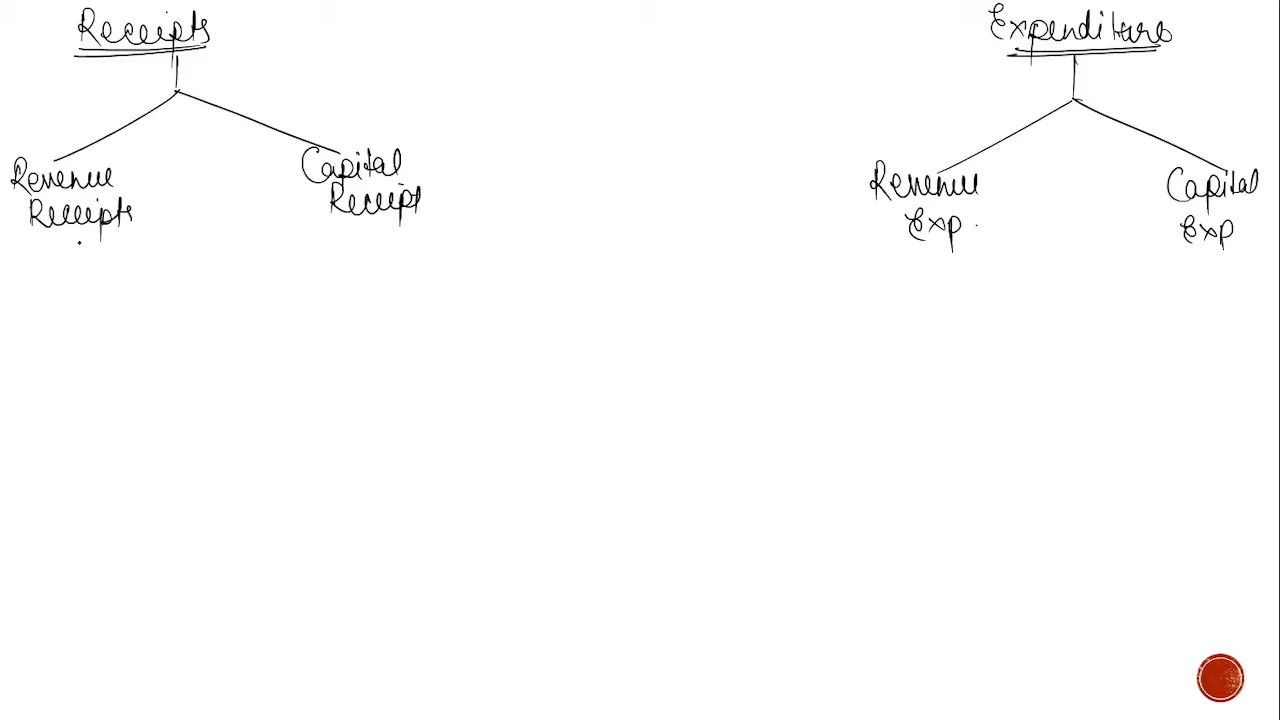 Receipts
Expenditure
Revenue
Receipts
Capital
Receipt
Revenue
Exp
Capital
Exp